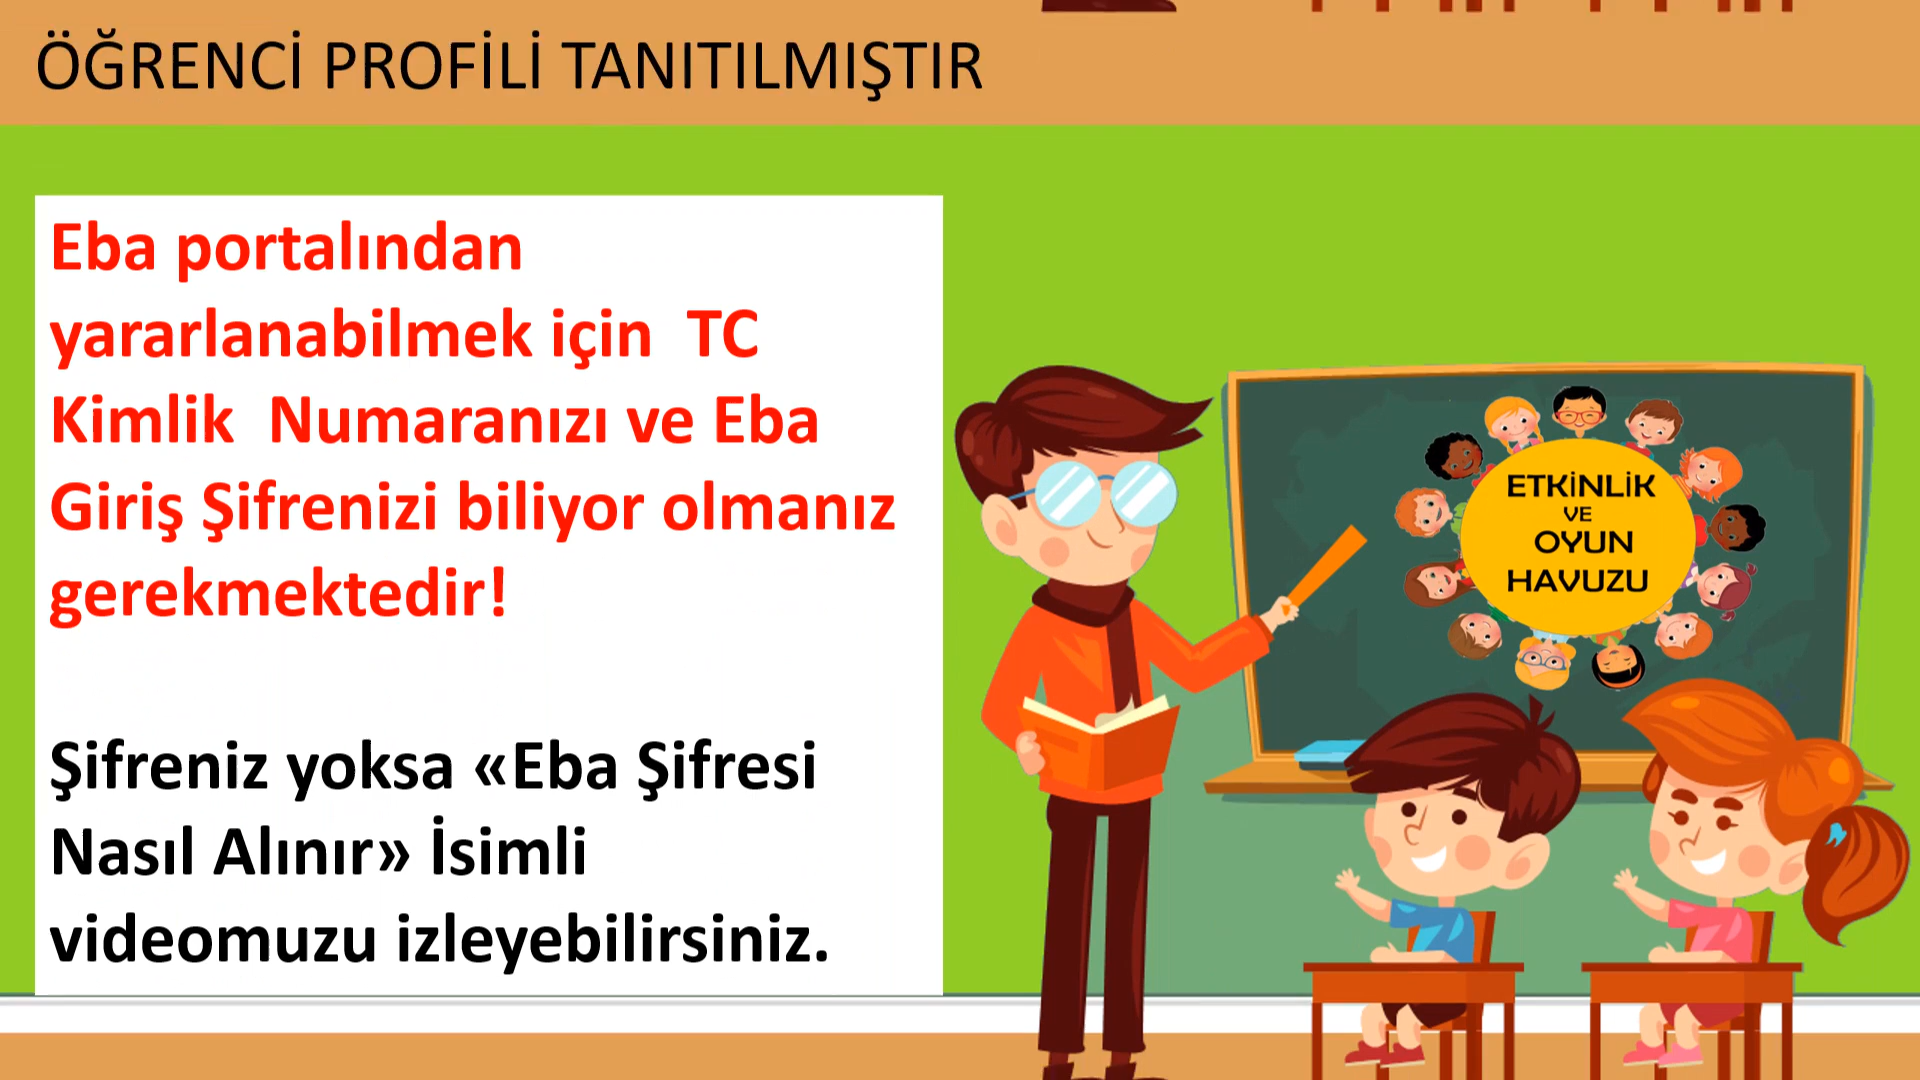 ÖĞRENCİ PROFİLİ TANITILMIŞTIR
Eba portalından
yararlanabilmek için  TC
Kimlik  Numaranızı ve Eba
Giriş Şifrenizi biliyor olmanız
gerekmektedir!
Şifreniz yoksa «Eba Şifresi
Nasıl Alınır» İsimli
videomuzu izleyebilirsiniz.
ETKİNLİK
VE
OYUN
HAVUZU